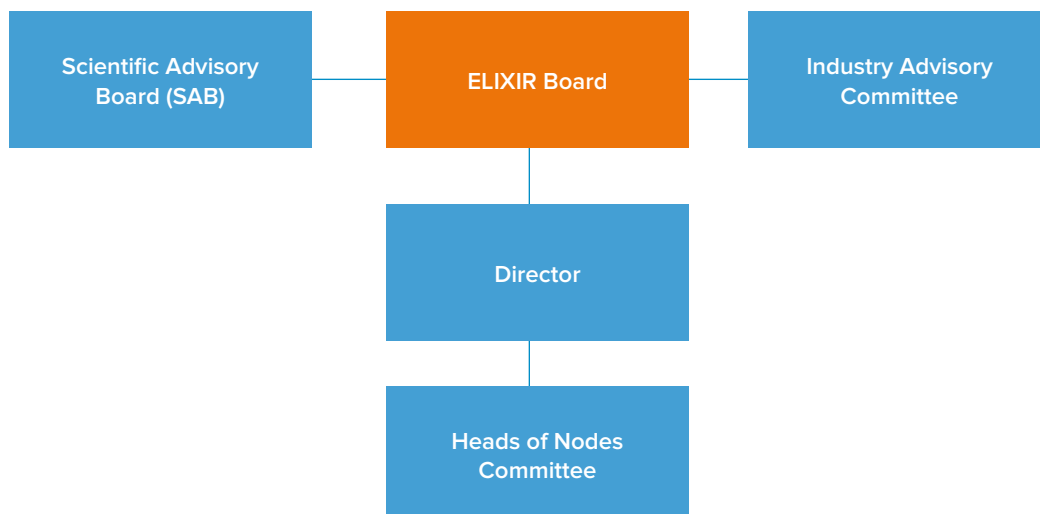 Scientific Advisory
Board (SAB)
ELIXIR Board
Industry Advisory
Committee
Director
Heads of Nodes
Committee